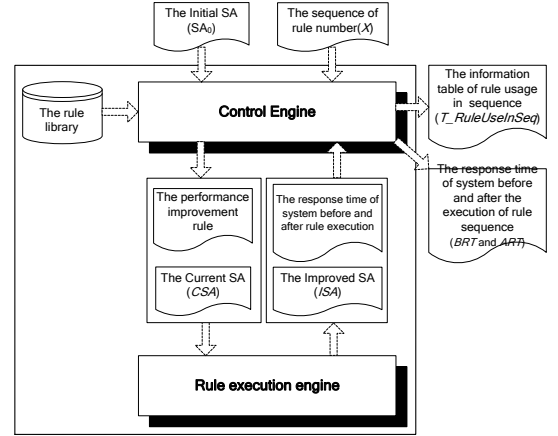 The Initial SA
(SA₀)
The sequence of
rule number(X)
The rule
library
Control Engine
The information
table of rule usage
in sequence
(T_RuleUseInSeq)
The response time
of system before
and after the
execution of rule
sequence
(BRT and ART)
The performance
improvement
rule
The response time of
system before and
after rule execution
The Current SA
(CSA)
The Improved SA
(ISA)
Rule execution engine